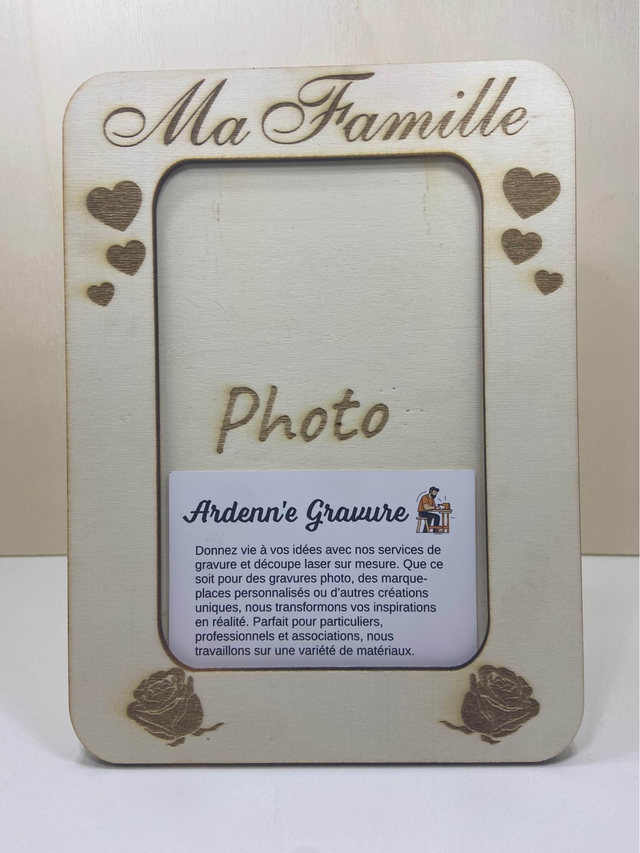 Ma Famille
Photo
Ardenn'e Gravure
Donnez vie à vos idées avec nos services de
gravure et découpe laser sur mesure. Que ce
soit pour des gravures photo, des marque-
places personnalisés ou d'autres créations
uniques, nous transformons vos inspirations
en réalité. Parfait pour particuliers,
professionnels et associations, nous
travaillons sur une variété de matériaux.